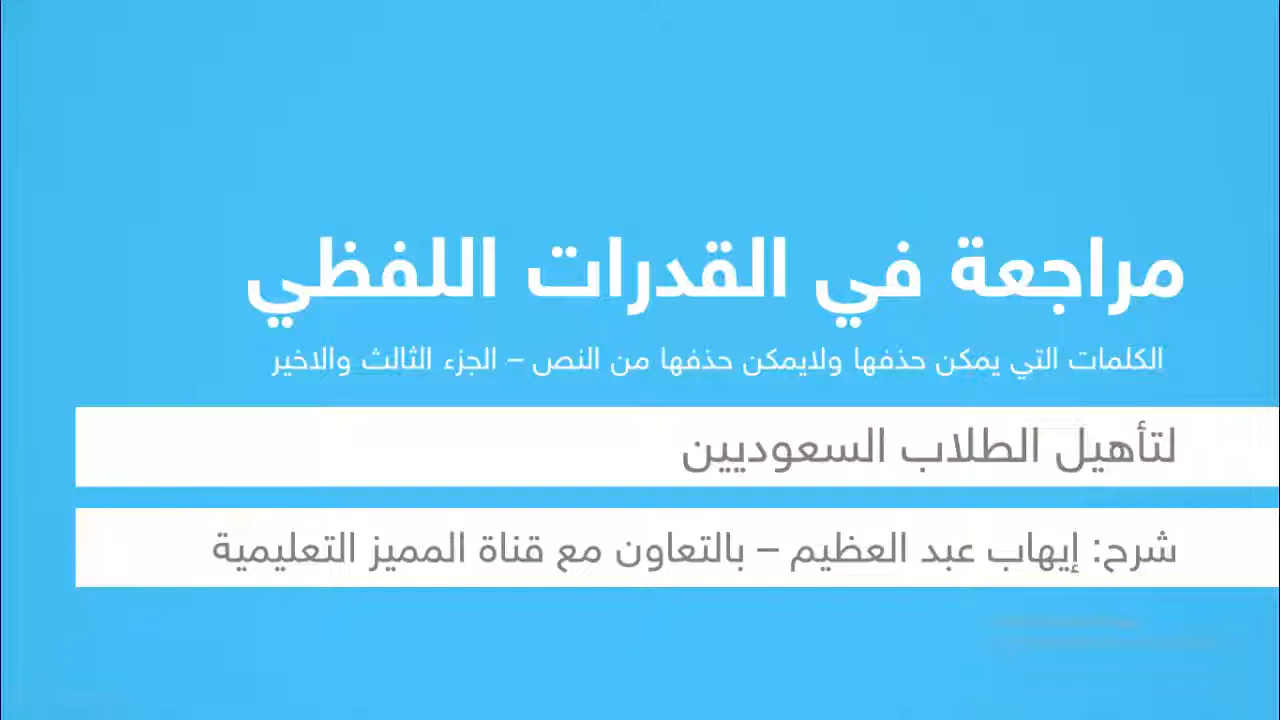 مراجعة في القدرات اللفظي
الكلمات التي يمكن حذفها ولايمكن حذفها من النص – الجزء الثالث والاخير
لتأهيل الطلاب السعوديين
شرح: إيهاب عبد العظيم – بالتعاون مع قناة المميز التعليمية